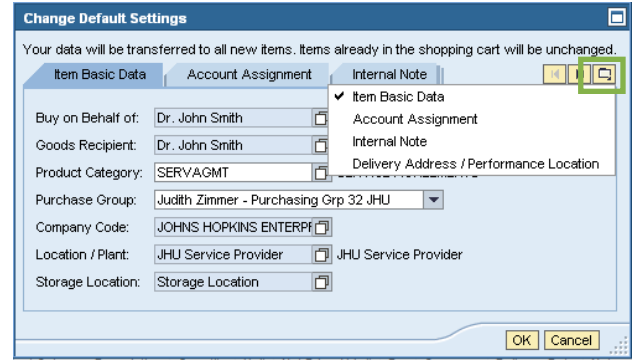 Change Default Settings
Your data will be transferred to all new items. Items already in the shopping cart will be unchanged.
Item Basic Data Account Assignment Internal Note
Item Basic Data
Account Assignment
Internal Note
Delivery Address / Performance Location
Buy on Behalf of: Dr. John Smith
Goods Recipient: Dr. John Smith
Product Category: SERVAGMT
Purchase Group: Judith Zimmer - Purchasing Grp 32 JHU
Company Code: JOHNS HOPKINS ENTERPR
Location / Plant: JHU Service Provider JHU Service Provider
Storage Location: Storage Location
OK Cancel